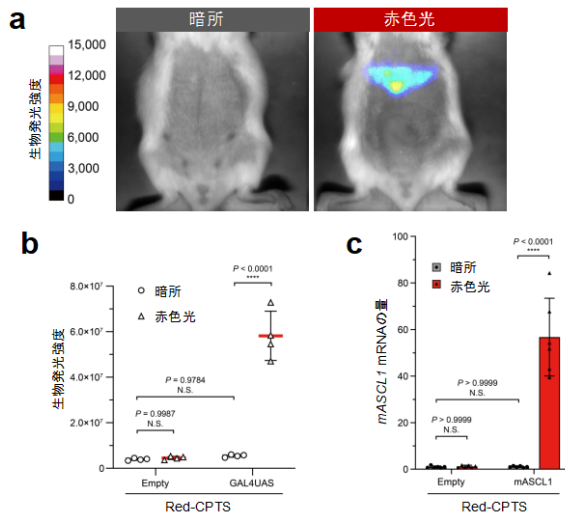 a
暗所
赤色光
生物発光強度
15,000
12,000
9,000
6,000
3,000
0
b
生物発光強度
8.0×10⁷
6.0×10⁷
4.0×10⁷
2.0×10⁷
0
暗所
赤色光
P < 0.0001
****
P = 0.9784
N.S.
P = 0.9987
N.S.
Empty
GAL4UAS
Red-CPTS
c
mASCL1 mRNAの量
100
80
60
40
20
0
暗所
赤色光
P < 0.0001
****
P > 0.9999
N.S.
P > 0.9999
N.S.
Empty
mASCL1
Red-CPTS